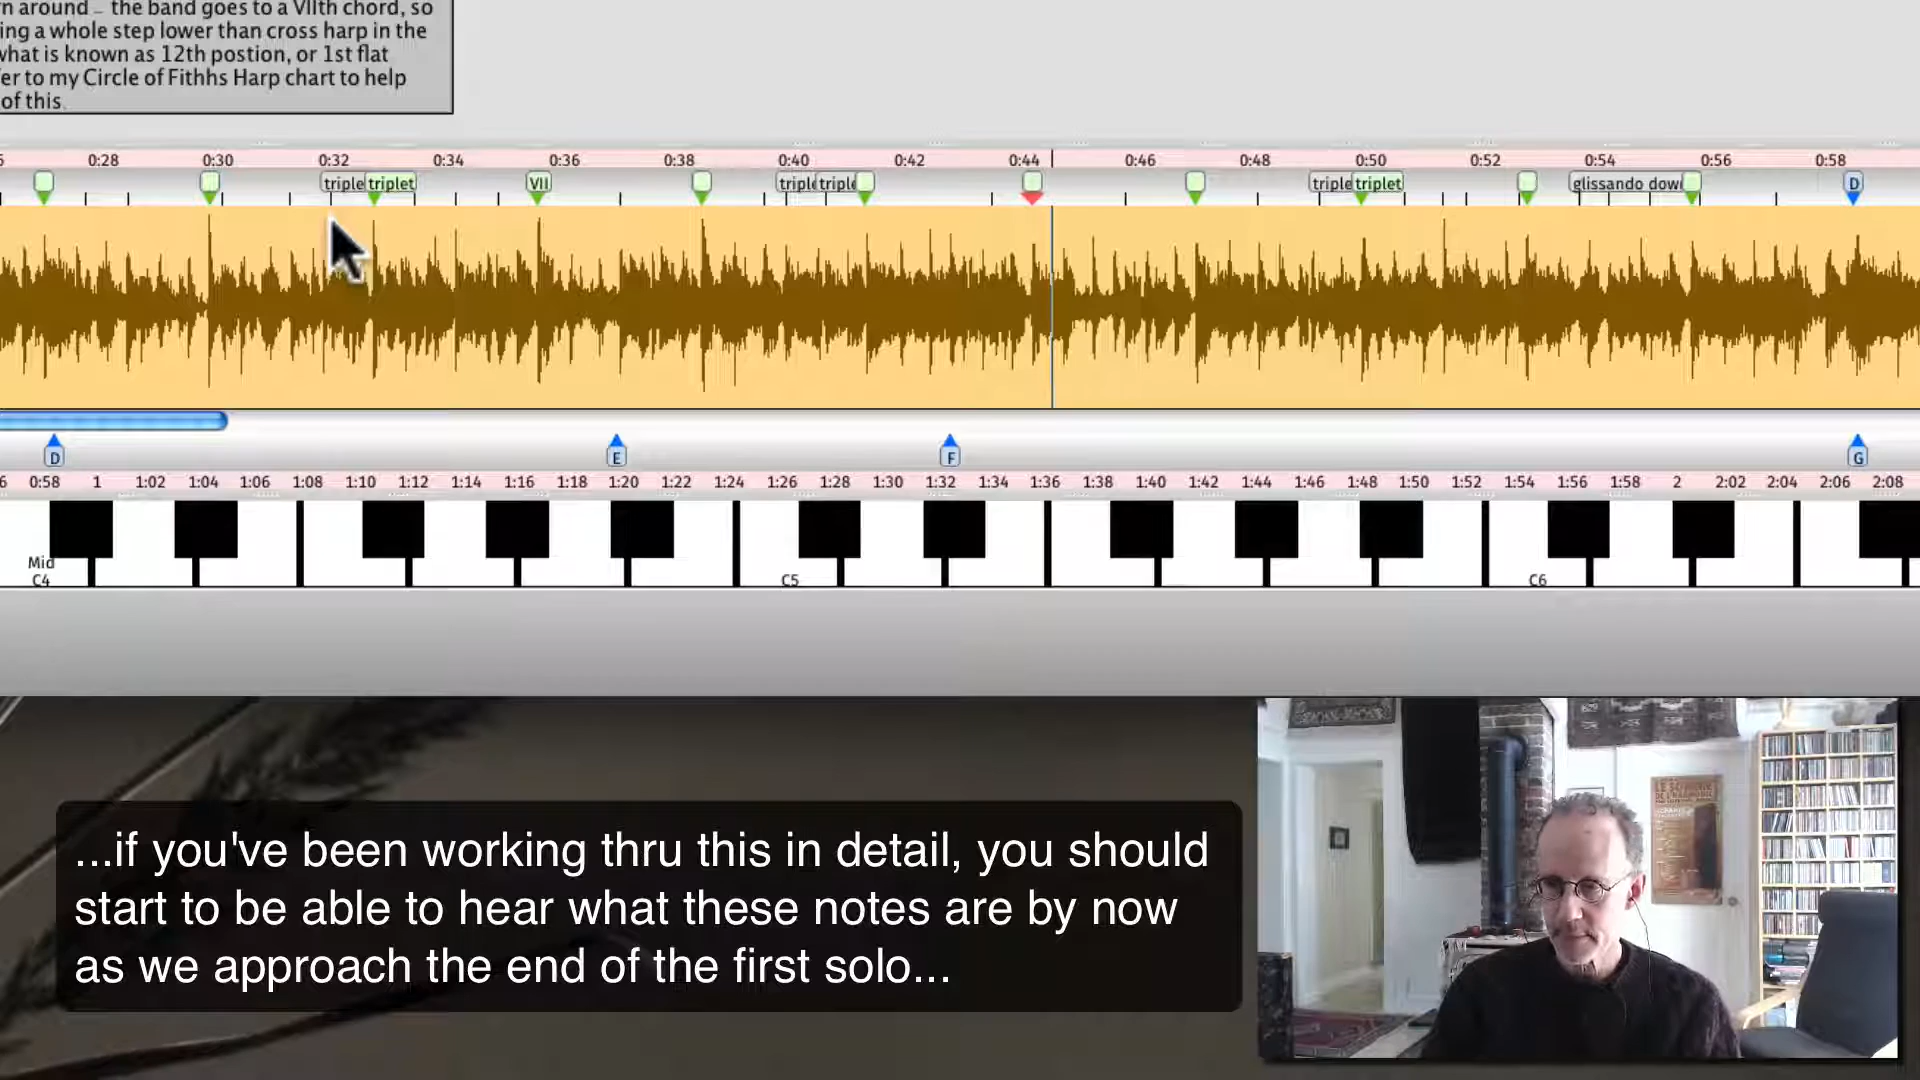 n around – the band goes to a VIIth chord, so
ing a whole step lower than cross harp in the
what is known as 12th postion, or 1st flat
er to my Circle of Fithhs Harp chart to help
of this.
0:28 0:30 0:32 0:34 0:36 0:38 0:40 0:42 0:44 0:46 0:48 0:50 0:52 0:54 0:56 0:58
triple triplet VII triple triple triple triplet glissando down D
D E F G
6 0:58 1 1:02 1:04 1:06 1:08 1:10 1:12 1:14 1:16 1:18 1:20 1:22 1:24 1:26 1:28 1:30 1:32 1:34 1:36 1:38 1:40 1:42 1:44 1:46 1:48 1:50 1:52 1:54 1:56 1:58 2 2:02 2:04 2:06 2:08
Mid
C4 C5 C6
...if you've been working thru this in detail, you should
start to be able to hear what these notes are by now
as we approach the end of the first solo...